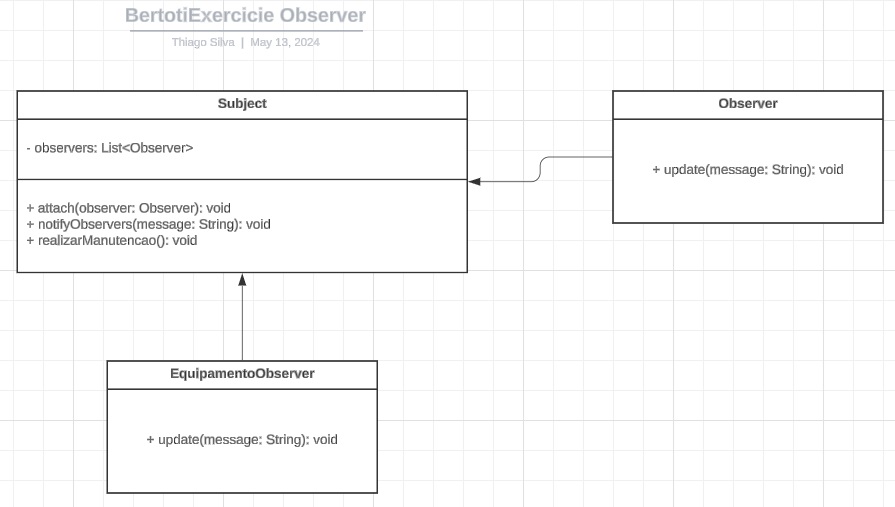 BertotiExercicie Observer
Thiago Silva | May 13, 2024
Subject
- observers: List<Observer>
+ attach(observer: Observer): void
+ notifyObservers(message: String): void
+ realizarManutencao(): void
Observer
+ update(message: String): void
EquipamentoObserver
+ update(message: String): void